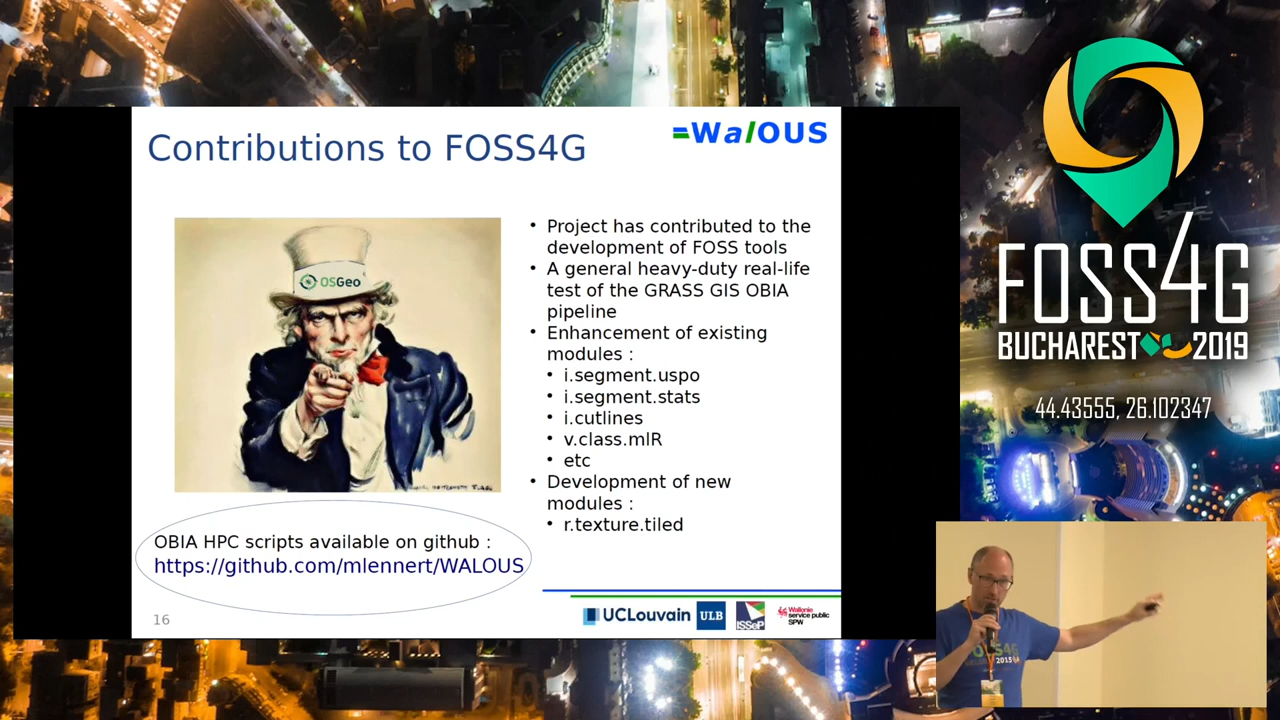 Contributions to FOSS4G
WalOUS
OSGeo
• Project has contributed to the
development of FOSS tools
• A general heavy-duty real-life
test of the GRASS GIS OBIA
pipeline
• Enhancement of existing
modules :
• i.segment.uspo
• i.segment.stats
• i.cutlines
• v.class.mlR
• etc
• Development of new
modules :
• r.texture.tiled
OBIA HPC scripts available on github :
https://github.com/mlennert/WALOUS
16
UCLouvain
ULB
ISSeP
Wallonie
service public
SPW
FOSS4G
BUCHAREST 2019
44.43555, 26.102347